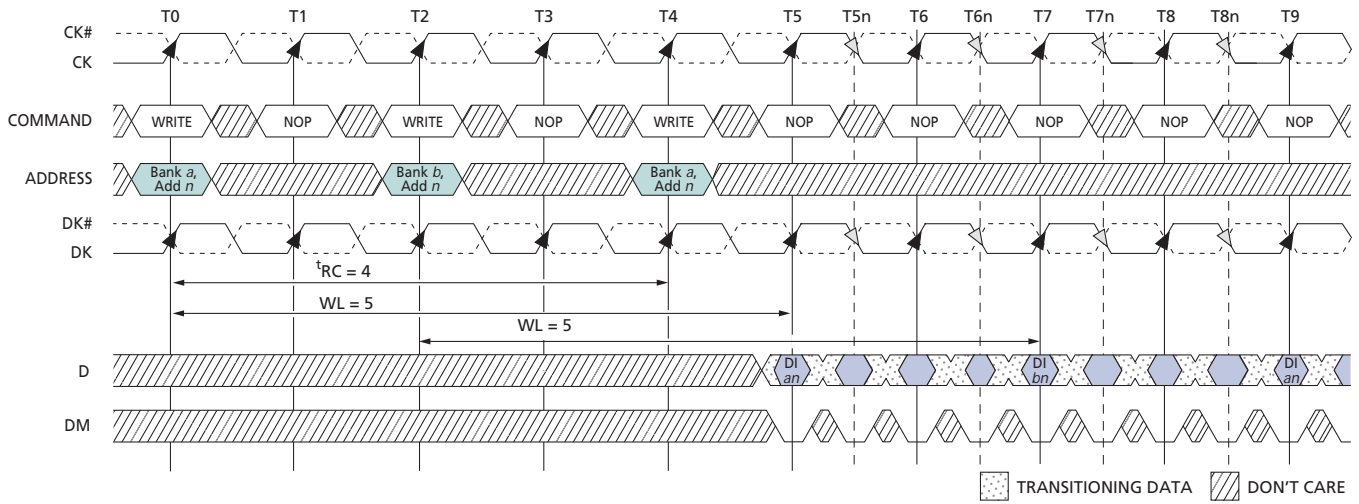 T0 T1 T2 T3 T4 T5 T5n T6 T6n T7 T7n T8 T8n T9
CK#
CK
COMMAND WRITE NOP WRITE NOP WRITE NOP NOP NOP NOP NOP
ADDRESS Bank a, Add n Bank b, Add n Bank a, Add n
DK#
DK
tRC = 4
WL = 5
WL = 5
D DI an DI bn DI an
DM
TRANSITIONING DATA DON'T CARE